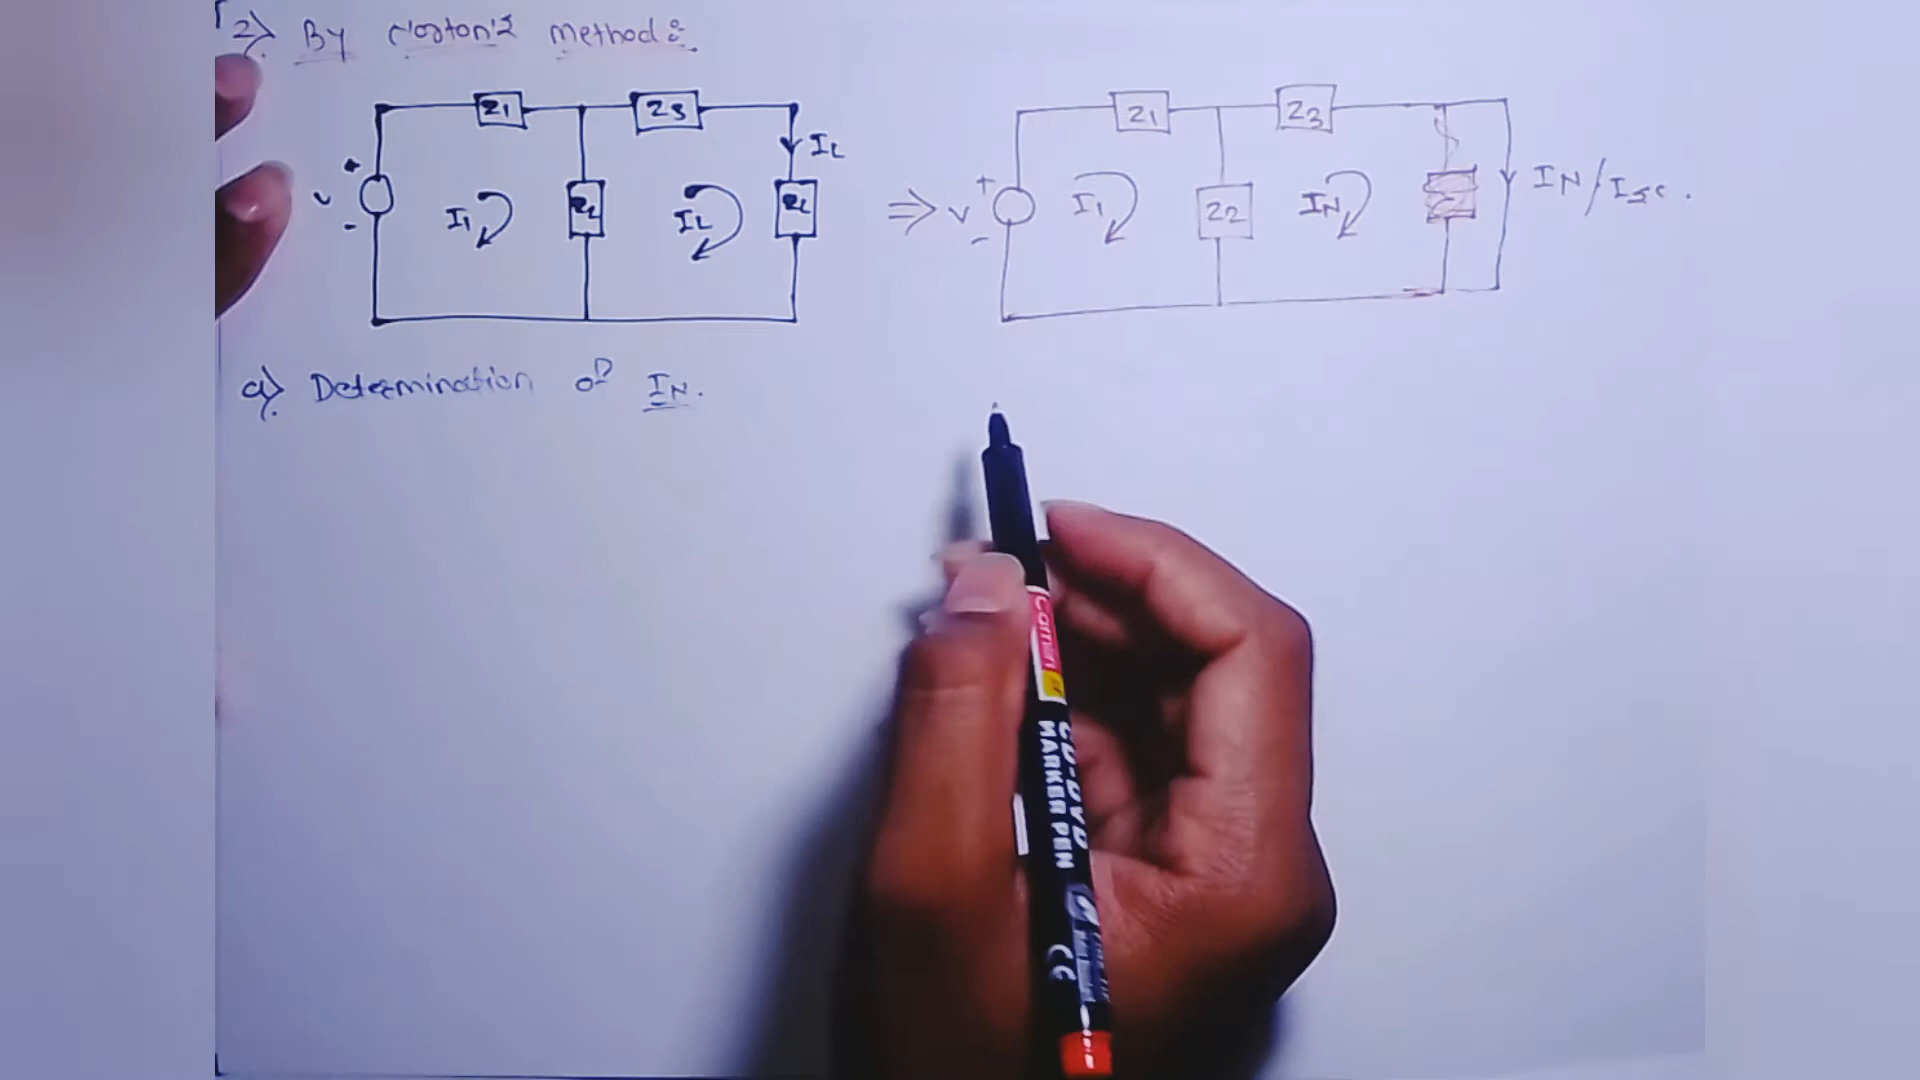 2) By Norton's method:
Z1 Z3
IL
+ V - I1 Z2 IL ZL
⇒
Z1 Z3
+ V - I1 Z2 IN
IN/Isc.
a) Determination of IN.
Camlin
CD-DVD
MARKER PEN
CE